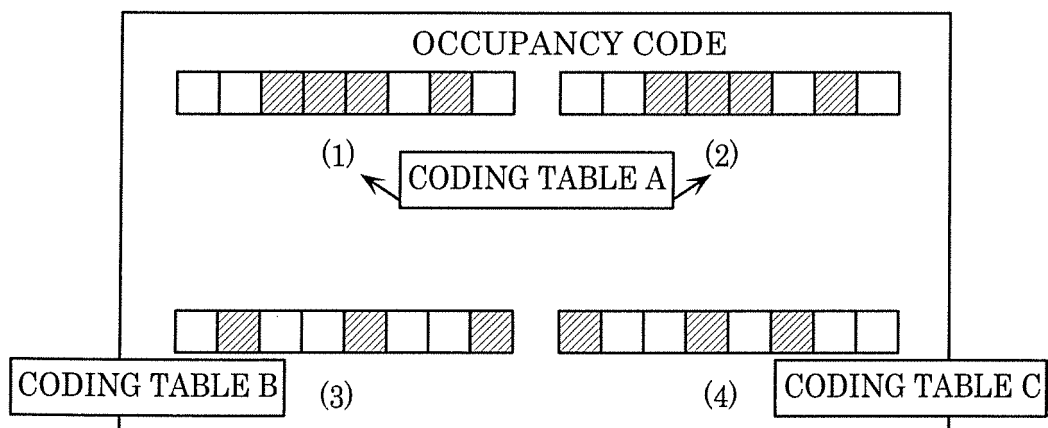 OCCUPANCY CODE
(1) (2)
CODING TABLE A
CODING TABLE B (3) (4) CODING TABLE C